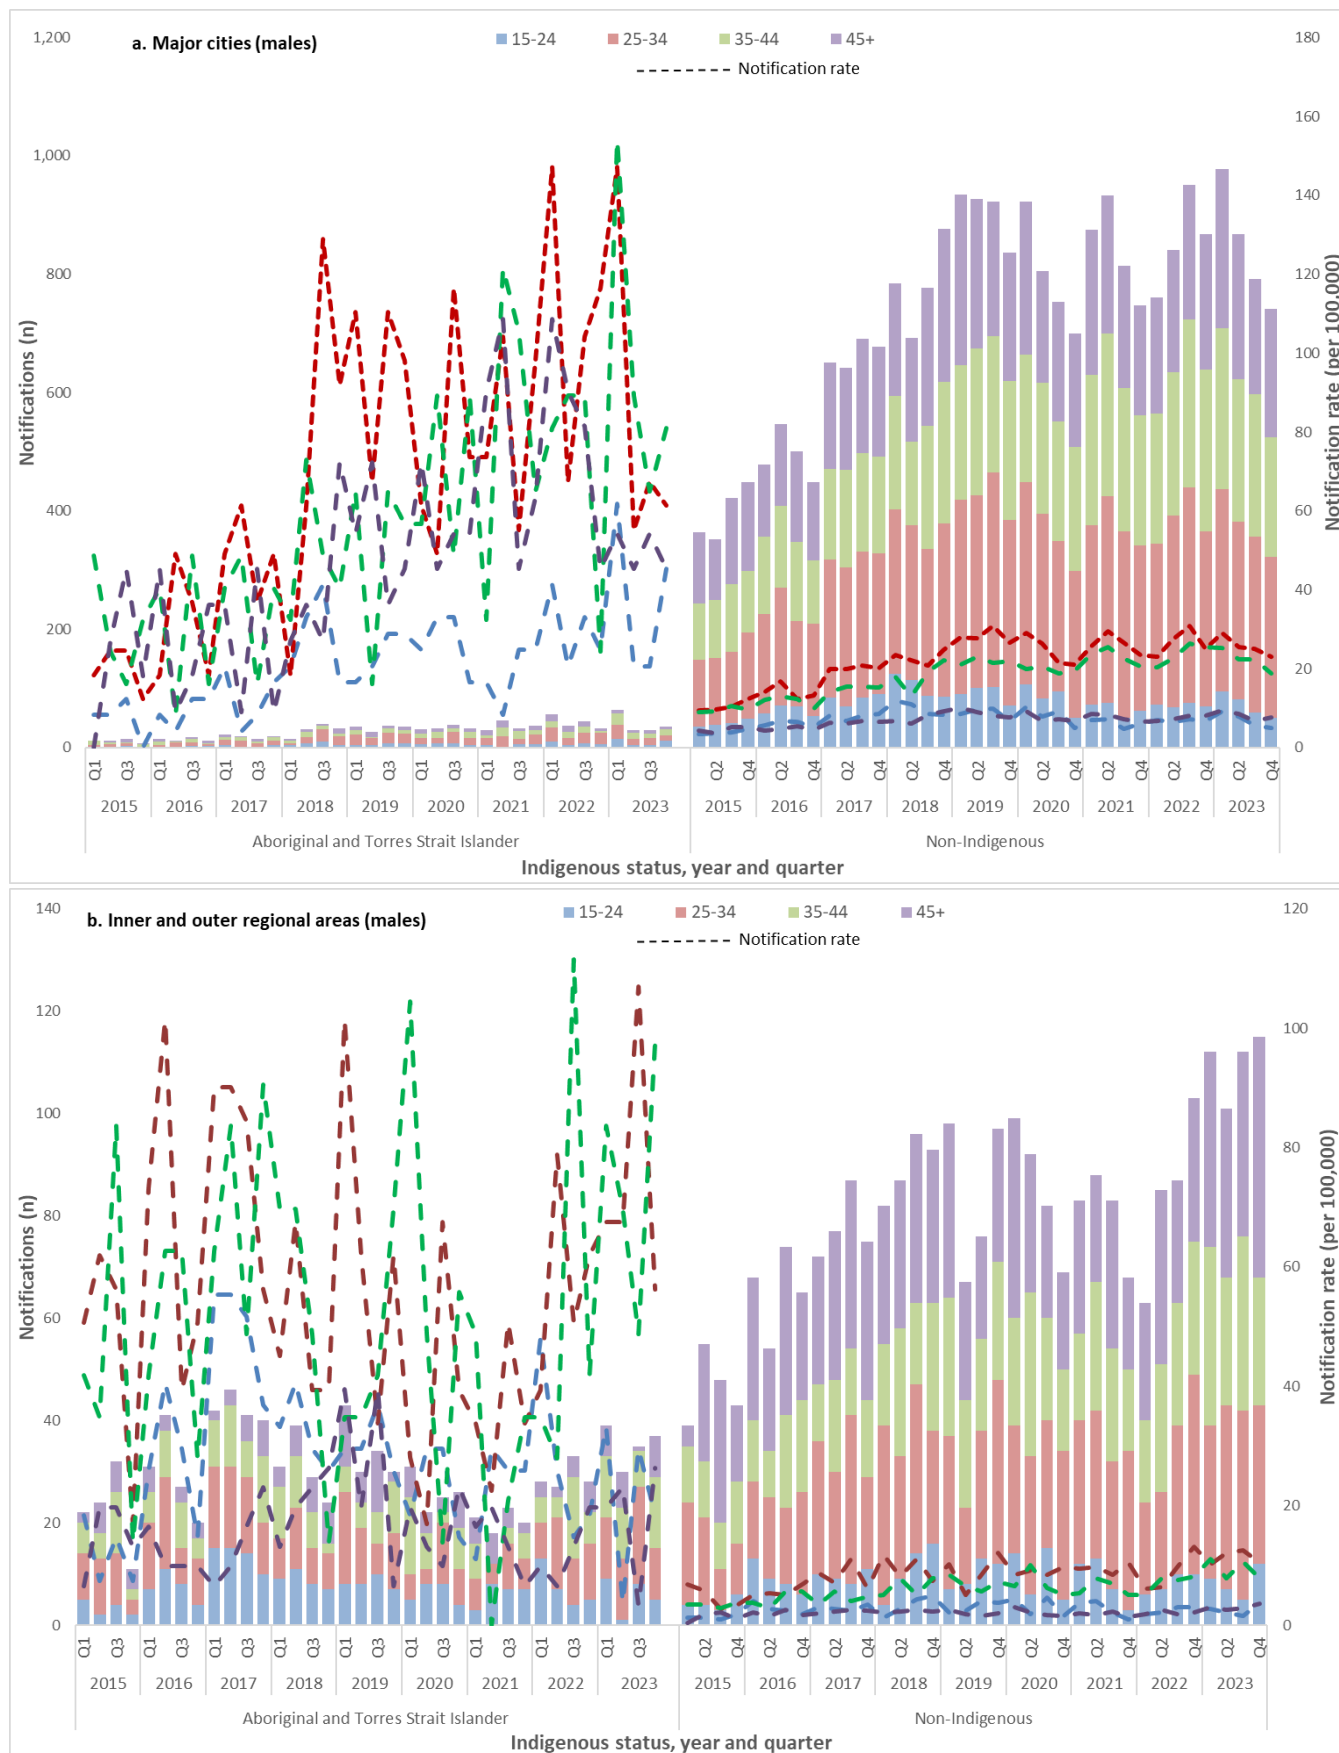 a. Major cities (males)
15-24 25-34 35-44 45+
Notification rate
1,200
1,000
800
600
400
200
0
Notifications (n)
180
160
140
120
100
80
60
40
20
0
Notification rate (per 100,000)
Q1 Q3 Q1 Q3 Q1 Q3 Q1 Q3 Q1 Q3 Q1 Q3 Q1 Q3 Q1 Q3 Q1 Q3 Q2 Q4 Q2 Q4 Q2 Q4 Q2 Q4 Q2 Q4 Q2 Q4 Q2 Q4 Q2 Q4 Q2 Q4
2015 2016 2017 2018 2019 2020 2021 2022 2023 2015 2016 2017 2018 2019 2020 2021 2022 2023
Aboriginal and Torres Strait Islander Non-Indigenous
Indigenous status, year and quarter
b. Inner and outer regional areas (males)
15-24 25-34 35-44 45+
Notification rate
140
120
100
80
60
40
20
0
Notifications (n)
120
100
80
60
40
20
0
Notification rate (per 100,000)
Q1 Q3 Q1 Q3 Q1 Q3 Q1 Q3 Q1 Q3 Q1 Q3 Q1 Q3 Q1 Q3 Q1 Q3 Q2 Q4 Q2 Q4 Q2 Q4 Q2 Q4 Q2 Q4 Q2 Q4 Q2 Q4 Q2 Q4 Q2 Q4
2015 2016 2017 2018 2019 2020 2021 2022 2023 2015 2016 2017 2018 2019 2020 2021 2022 2023
Aboriginal and Torres Strait Islander Non-Indigenous
Indigenous status, year and quarter